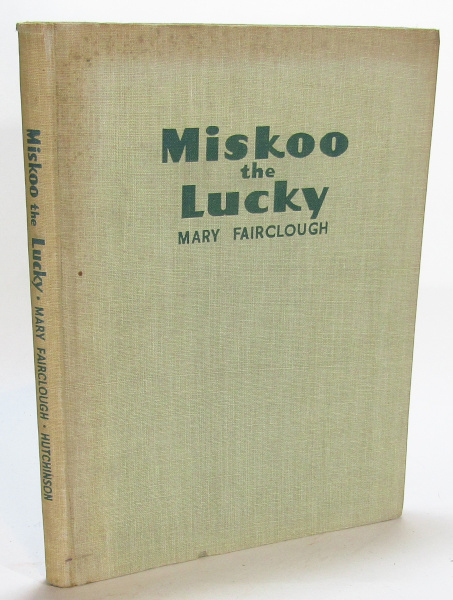 Miskoo
the
Lucky
MARY FAIRCLOUGH
Miskoo the Lucky · MARY FAIRCLOUGH · HUTCHINSON